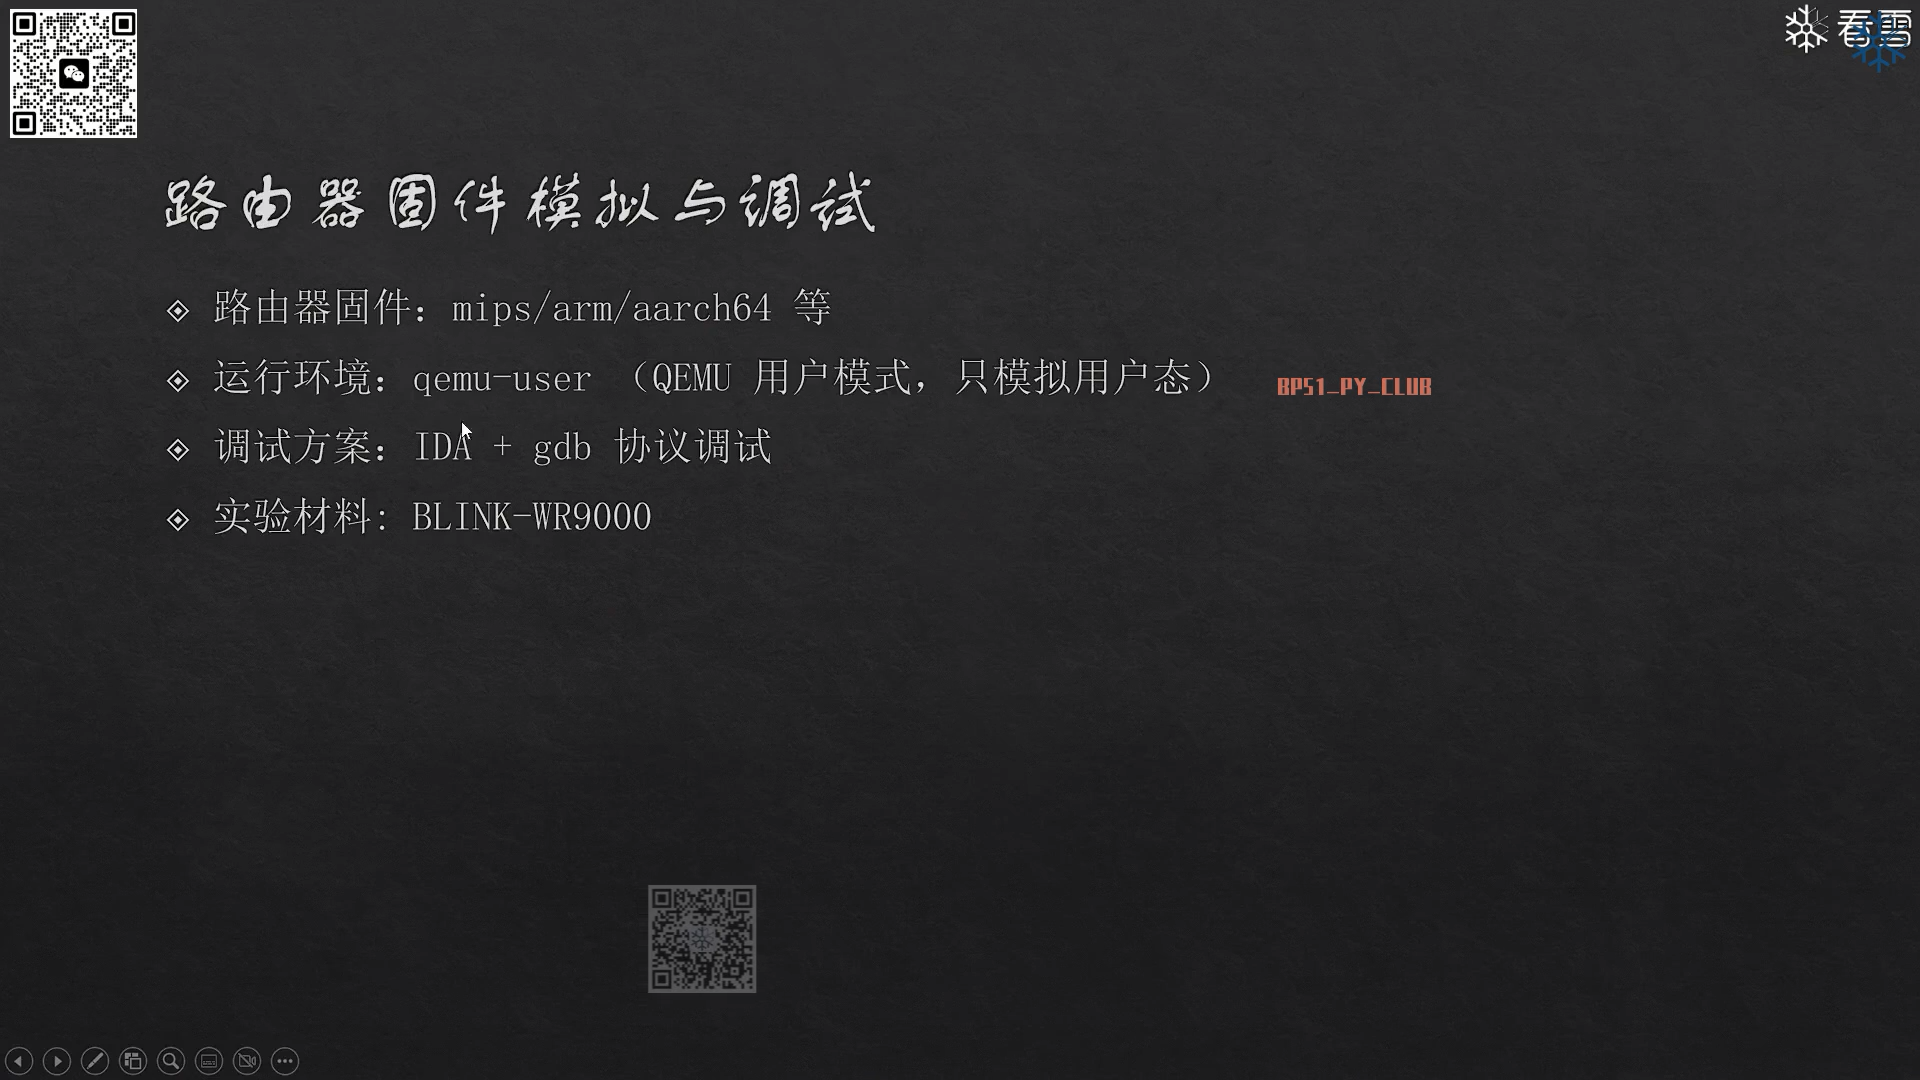 看雪
路由器固件模拟与调试
路由器固件：mips/arm/aarch64 等
运行环境：qemu-user （QEMU 用户模式，只模拟用户态）
BP51_PY_CLUB
调试方案：IDA + gdb 协议调试
实验材料: BLINK-WR9000